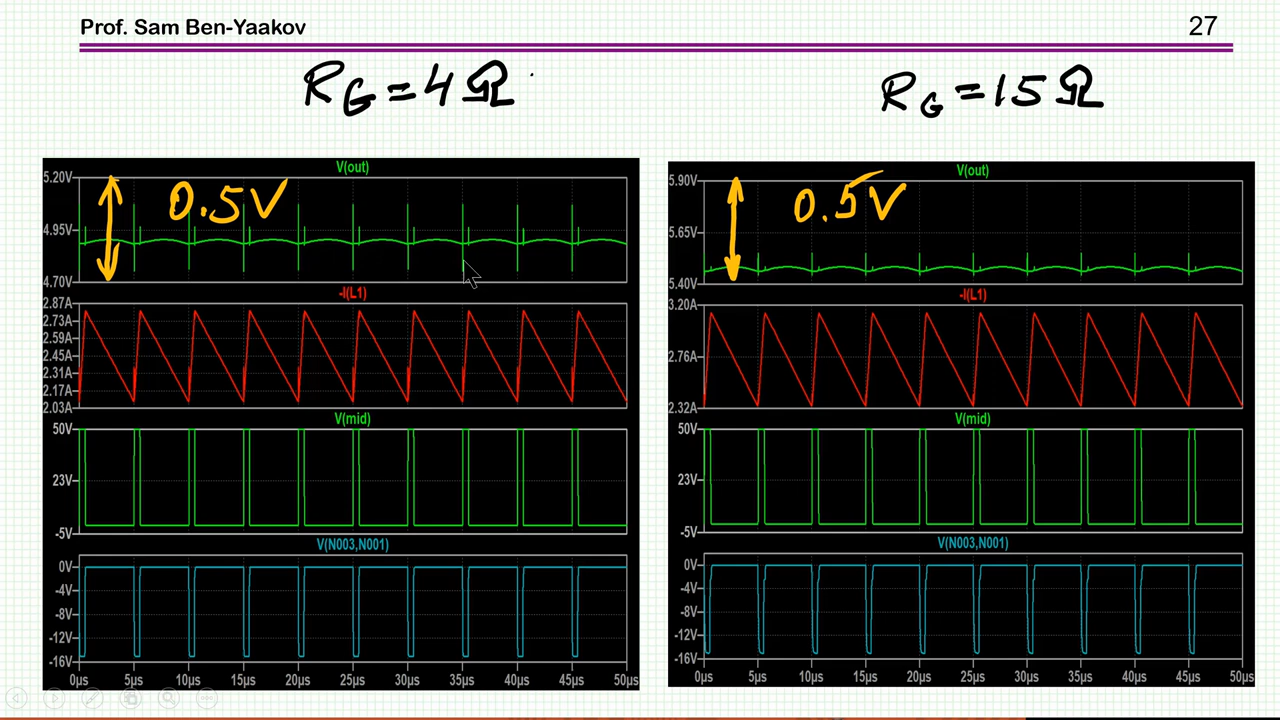 Prof. Sam Ben-Yaakov
27
R_G = 4 Ω
R_G = 15 Ω
V(out)
5.20V
4.95V
4.70V
0.5V
-I(L1)
2.87A
2.73A
2.59A
2.45A
2.31A
2.17A
2.03A
V(mid)
50V
23V
-5V
V(N003,N001)
0V
-4V
-8V
-12V
-16V
0µs 5µs 10µs 15µs 20µs 25µs 30µs 35µs 40µs 45µs 50µs
V(out)
5.90V
5.65V
5.40V
0.5V
-I(L1)
3.20A
2.76A
2.32A
V(mid)
50V
23V
-5V
V(N003,N001)
0V
-4V
-8V
-12V
-16V
0µs 5µs 10µs 15µs 20µs 25µs 30µs 35µs 40µs 45µs 50µs